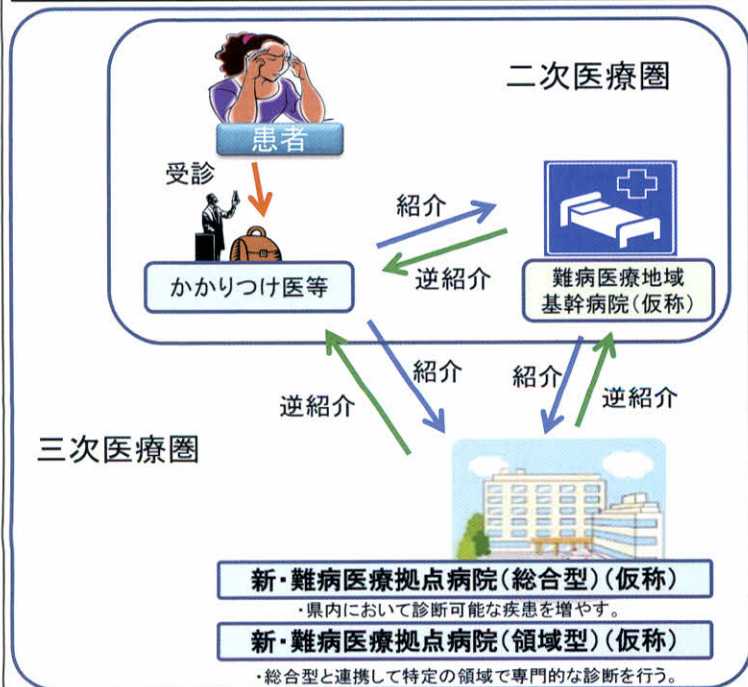 二次医療圏
患者
受診
紹介
逆紹介
かかりつけ医等
難病医療地域
基幹病院(仮称)
紹介
逆紹介
紹介
逆紹介
三次医療圏
新・難病医療拠点病院(総合型)(仮称)
・県内において診断可能な疾患を増やす。
新・難病医療拠点病院(領域型)(仮称)
・総合型と連携して特定の領域で専門的な診断を行う。